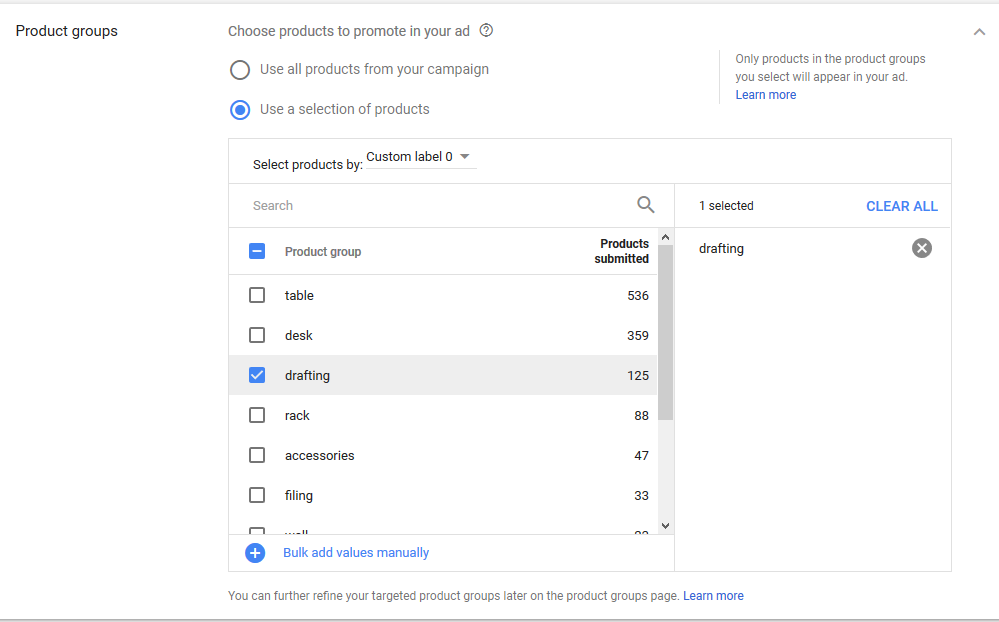 Product groups
Choose products to promote in your ad
Use all products from your campaign
Only products in the product groups
you select will appear in your ad.
Learn more
Use a selection of products
Select products by: Custom label 0
Search
1 selected
CLEAR ALL
Product group
Products
submitted
drafting
table 536
desk 359
drafting 125
rack 88
accessories 47
filing 33
Bulk add values manually
You can further refine your targeted product groups later on the product groups page. Learn more